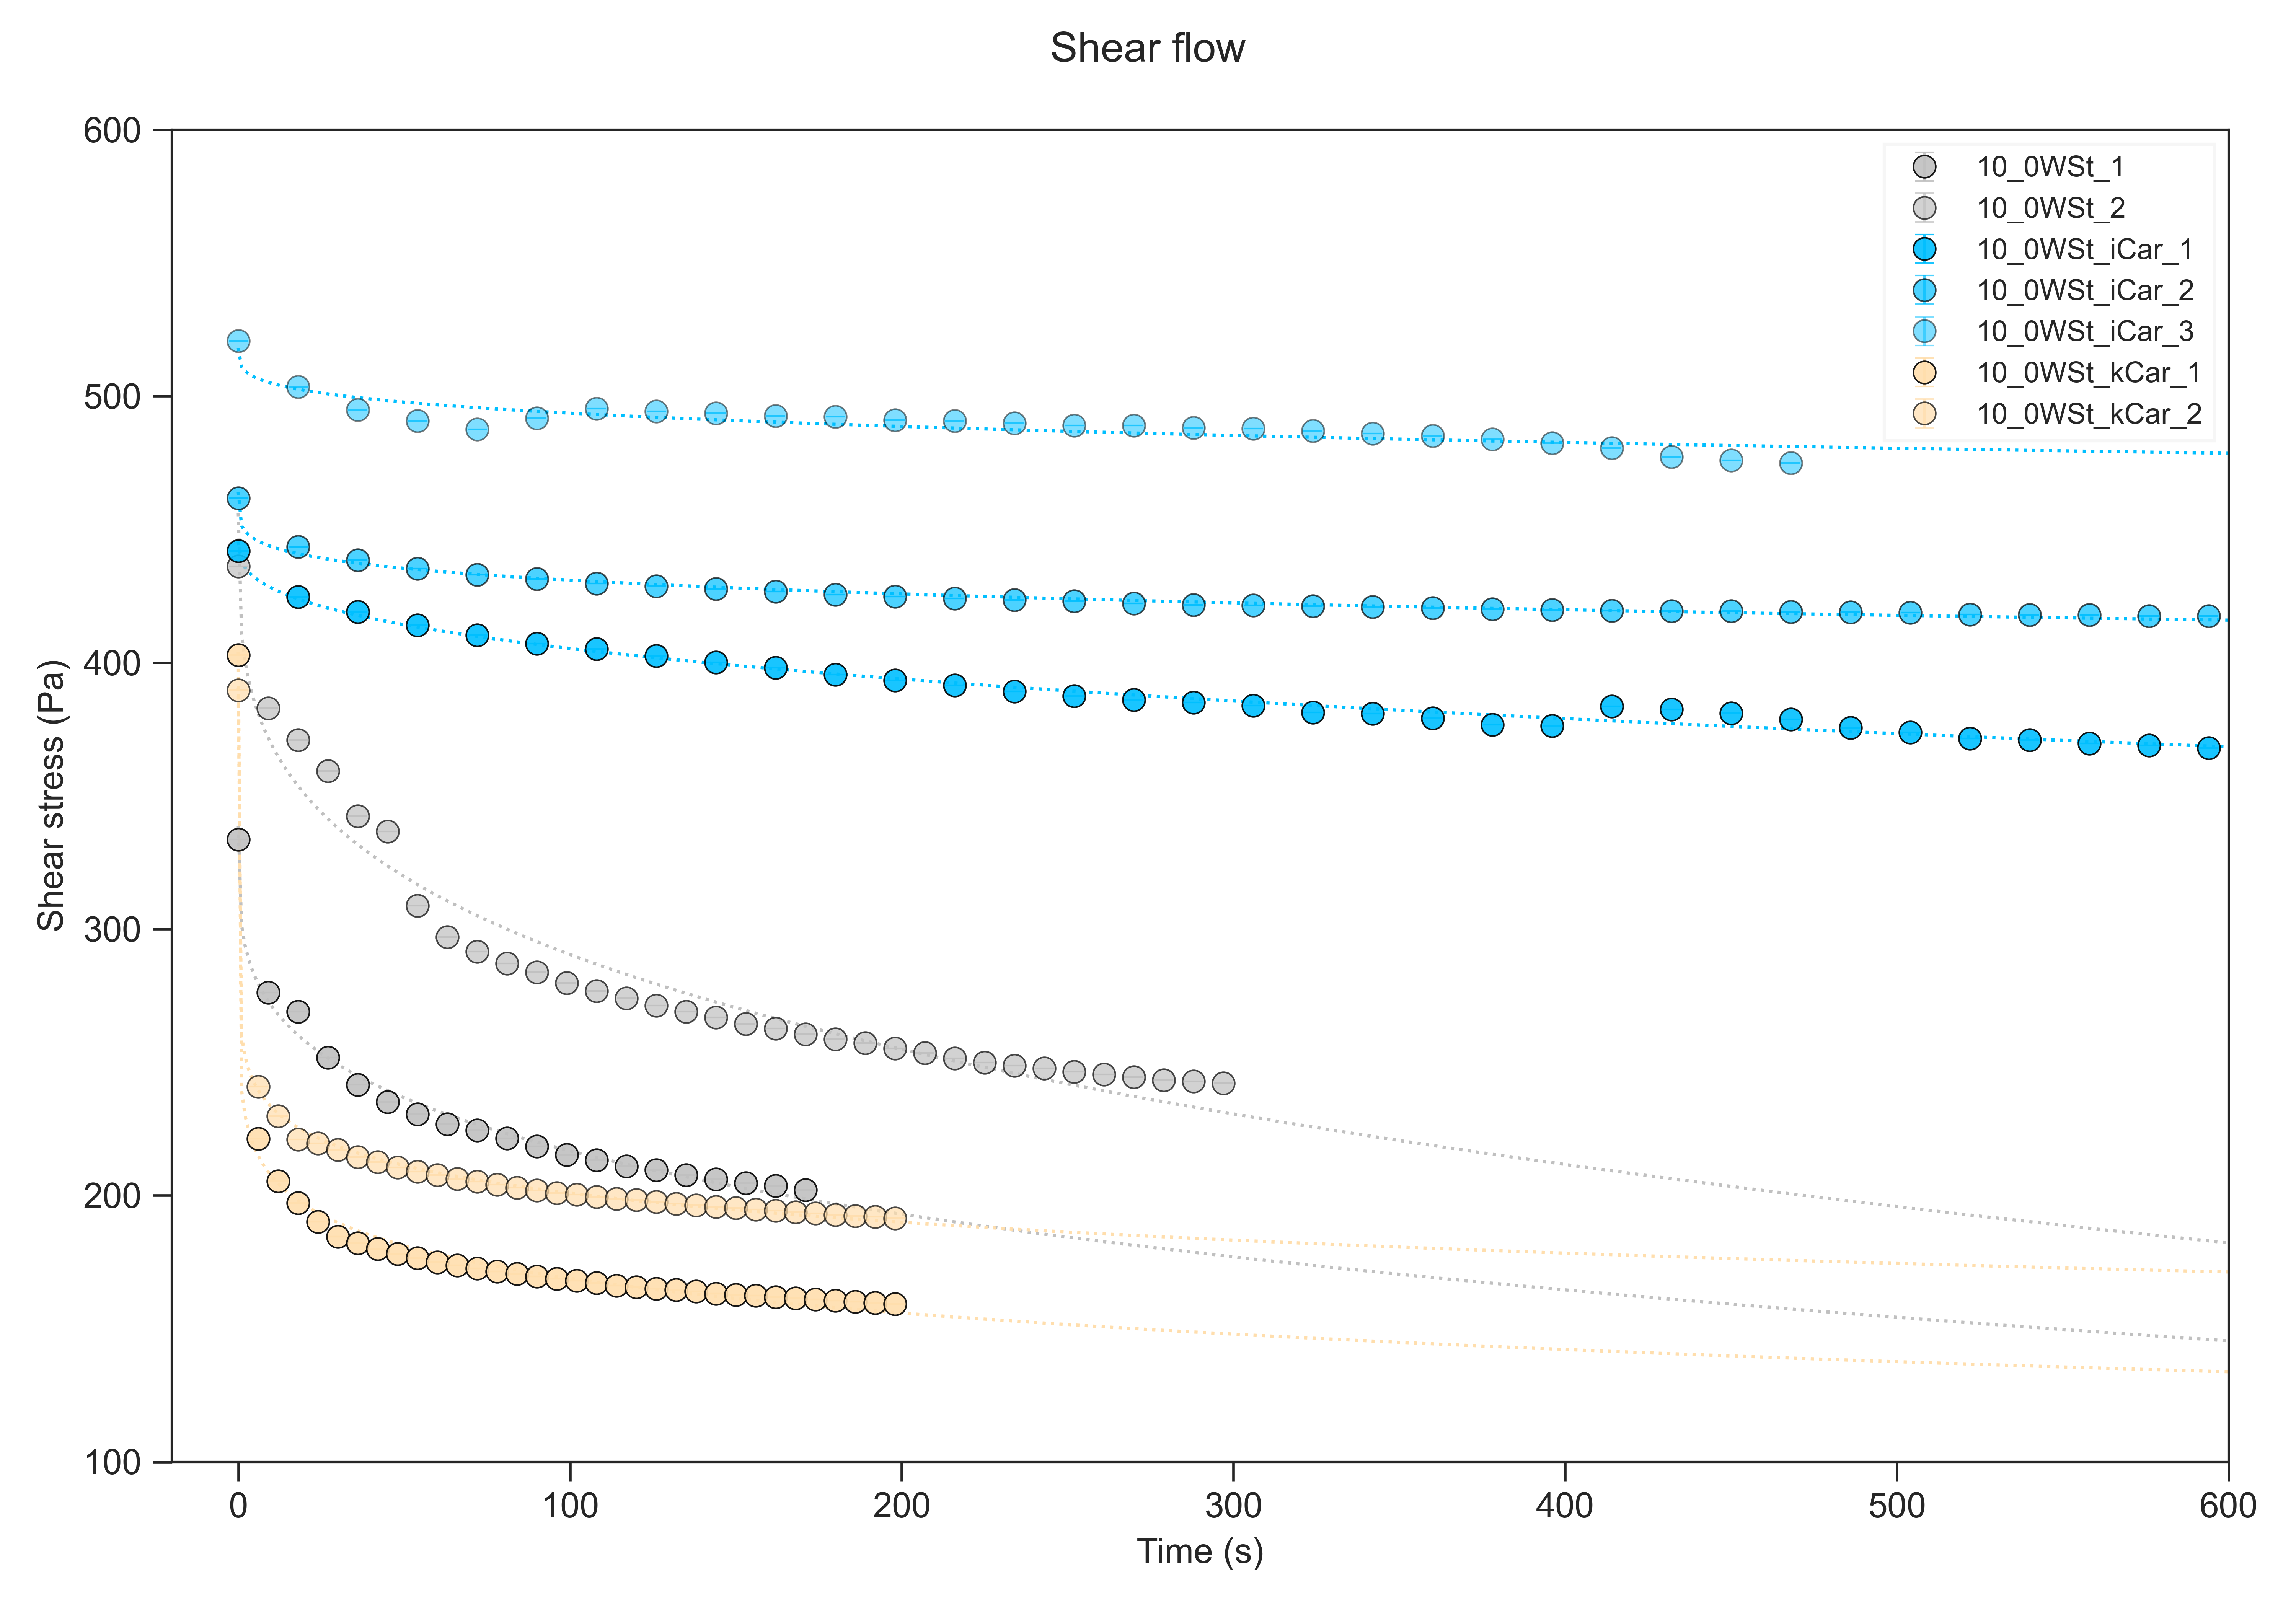 Shear flow
600
500
400
300
200
100
Shear stress (Pa)
10_0WSt_1
10_0WSt_2
10_0WSt_iCar_1
10_0WSt_iCar_2
10_0WSt_iCar_3
10_0WSt_kCar_1
10_0WSt_kCar_2
0 100 200 300 400 500 600
Time (s)